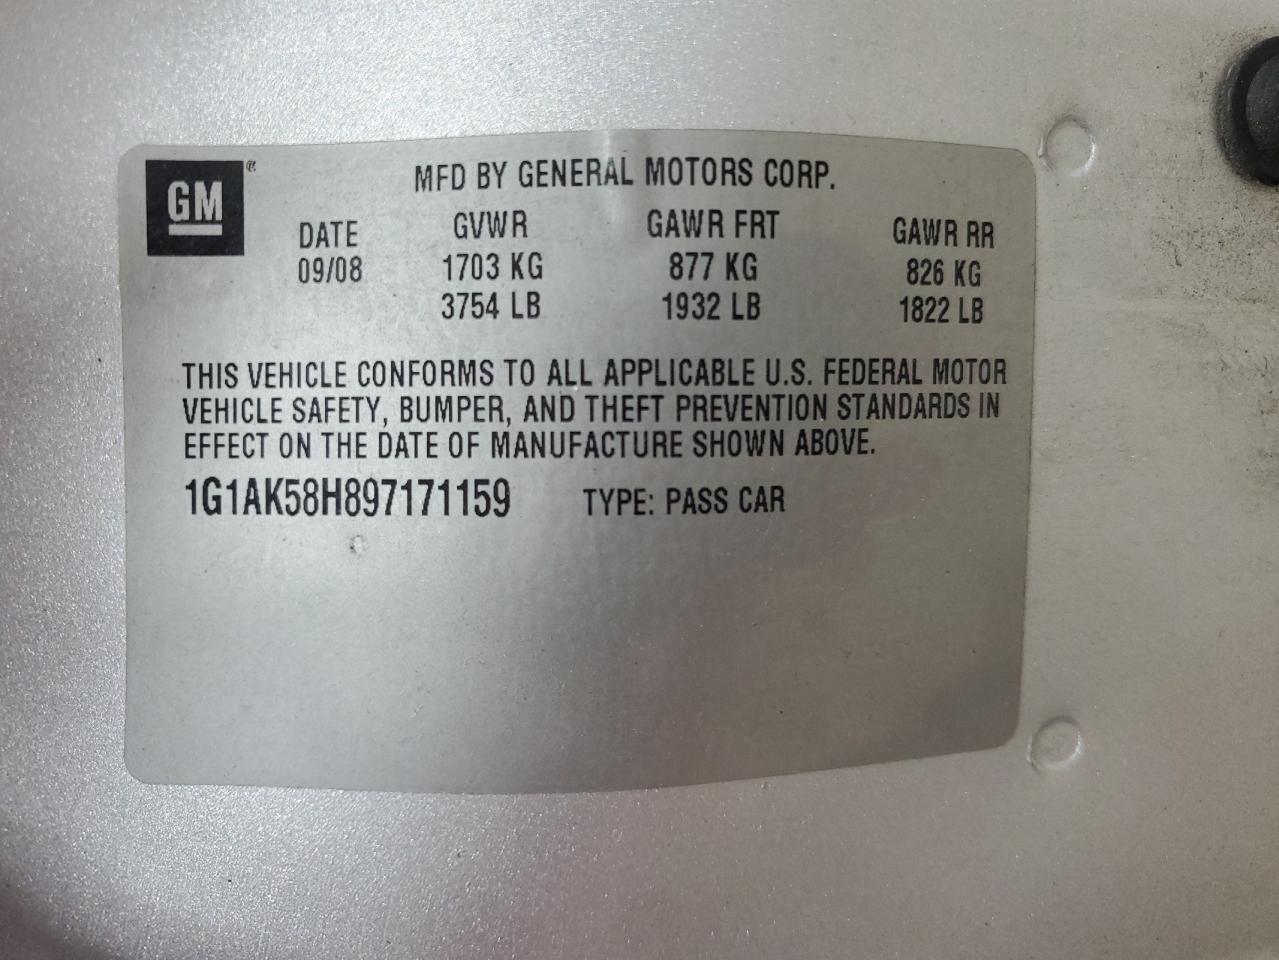 GM®
MFD BY GENERAL MOTORS CORP.
DATE GVWR GAWR FRT GAWR RR
09/08 1703 KG 877 KG 826 KG
3754 LB 1932 LB 1822 LB
THIS VEHICLE CONFORMS TO ALL APPLICABLE U.S. FEDERAL MOTOR
VEHICLE SAFETY, BUMPER, AND THEFT PREVENTION STANDARDS IN
EFFECT ON THE DATE OF MANUFACTURE SHOWN ABOVE.
1G1AK58H897171159 TYPE: PASS CAR